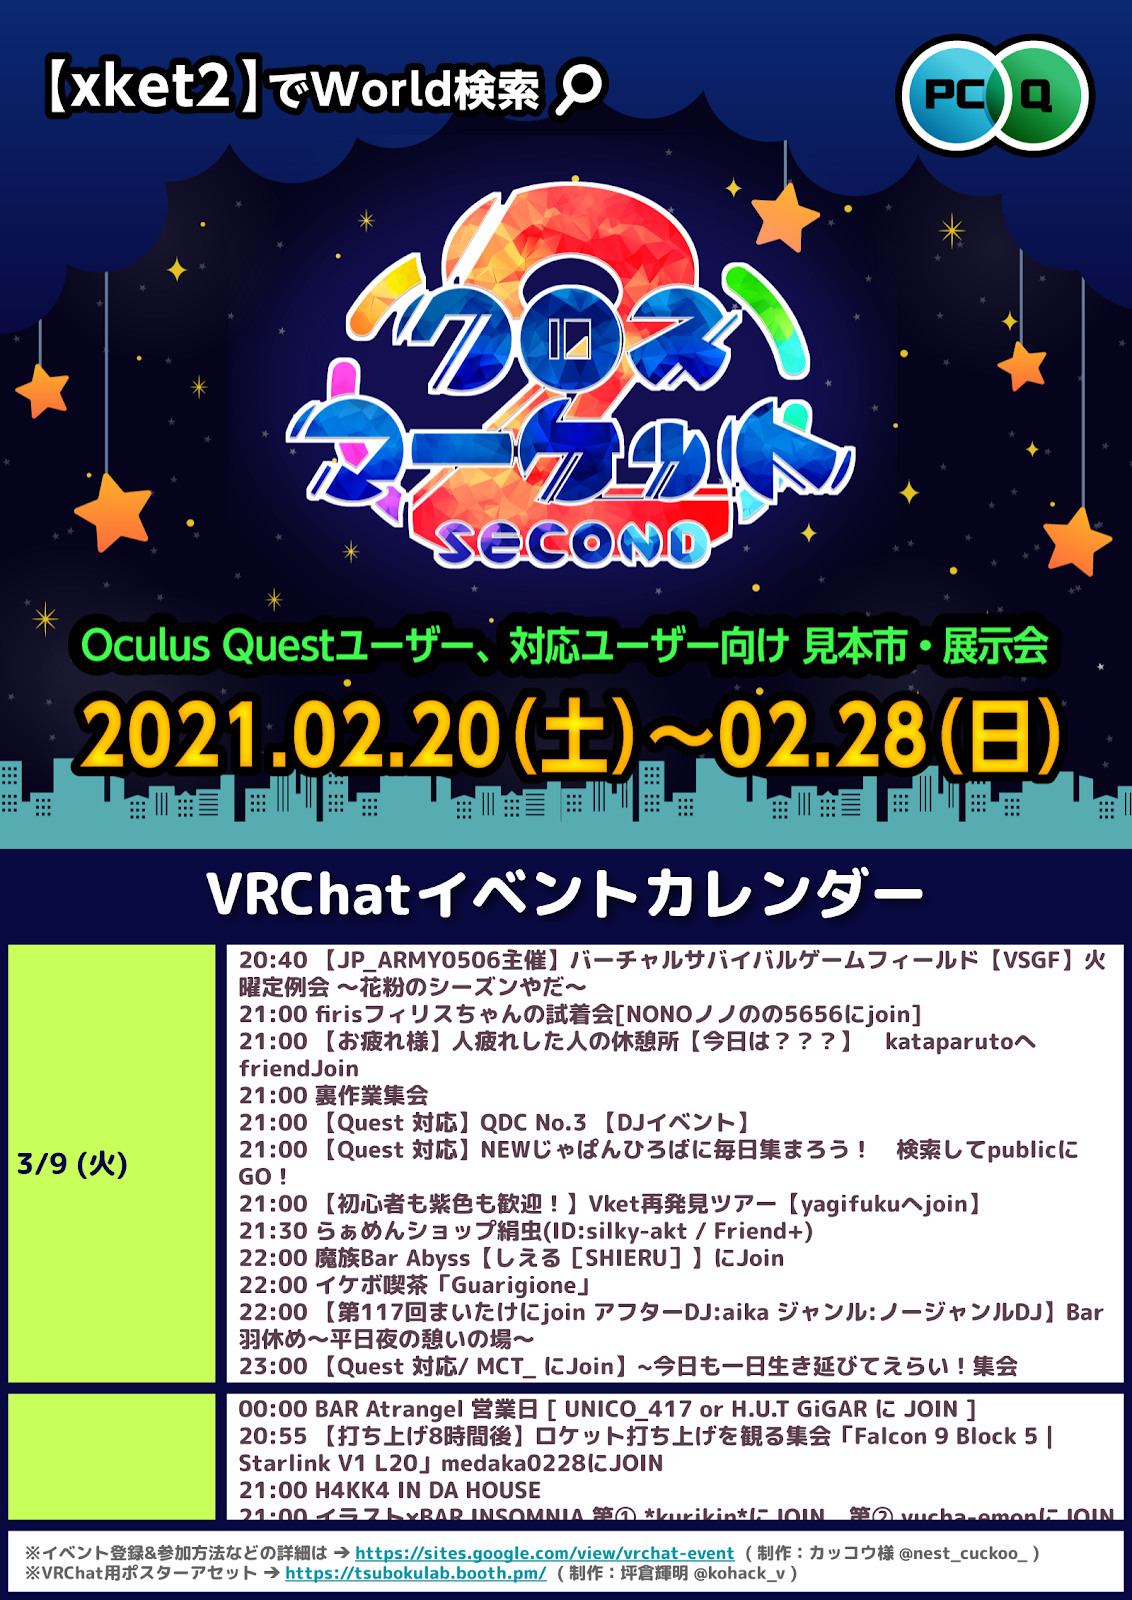 【xket2】でWorld検索
PC Q
2
クロス
マーケット
SECOND
Oculus Questユーザー、対応ユーザー向け 見本市・展示会
2021.02.20(土)～02.28(日)
VRChatイベントカレンダー
3/9 (火)
20:40 【JP_ARMY0506主催】バーチャルサバイバルゲームフィールド【VSGF】火
曜定例会 ～花粉のシーズンやだ～
21:00 firisフィリスちゃんの試着会[NONOノノのの5656にjoin]
21:00 【お疲れ様】人疲れした人の休憩所【今日は？？？】　kataparutoへ
friendJoin
21:00 裏作業集会
21:00 【Quest 対応】QDC No.3 【DJイベント】
21:00 【Quest 対応】NEWじゃぱんひろばに毎日集まろう！　検索してpublicに
GO！
21:00 【初心者も紫色も歓迎！】Vket再発見ツアー【yagifukuへjoin】
21:30 らぁめんショップ絹虫(ID:silky-akt / Friend+)
22:00 魔族Bar Abyss【しえる［SHIERU］】にJoin
22:00 イケボ喫茶「Guarigione」
22:00 【第117回まいたけにjoin アフターDJ:aika ジャンル:ノージャンルDJ】Bar
羽休め～平日夜の憩いの場～
23:00 【Quest 対応/ MCT_ にJoin】~今日も一日生き延びてえらい！集会
00:00 BAR Atrangel 営業日 [ UNICO_417 or H.U.T GiGAR に JOIN ]
20:55 【打ち上げ8時間後】ロケット打ち上げを観る集会「Falcon 9 Block 5 |
Starlink V1 L20」medaka0228にJOIN
21:00 H4KK4 IN DA HOUSE
21:00 イラスト×BAR INSOMNIA 第① *kurikin*に JOIN　第② yucha-emonに JOIN
※イベント登録&参加方法などの詳細は ➔ https://sites.google.com/view/vrchat-event （ 制作：カッコウ様 @nest_cuckoo_ ）
※VRChat用ポスターアセット ➔ https://tsubokulab.booth.pm/ （ 制作：坪倉輝明 @kohack_v ）